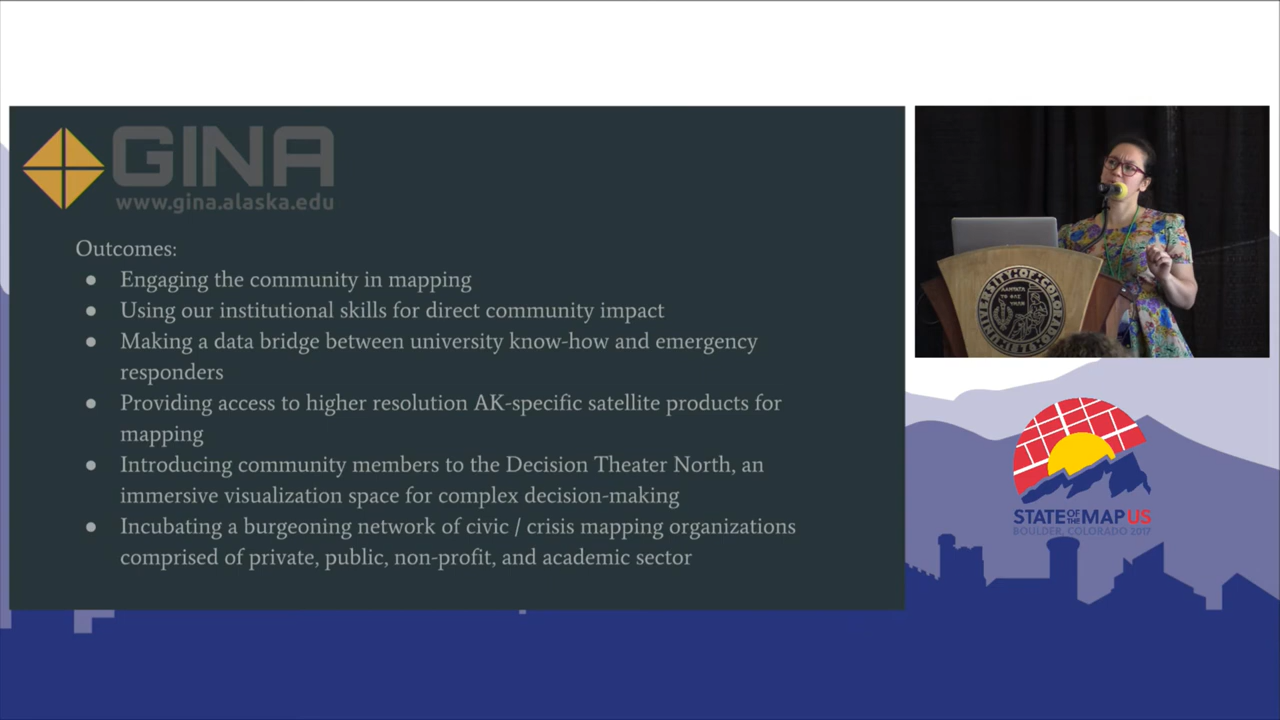 GINA
www.gina.alaska.edu
Outcomes:
● Engaging the community in mapping
● Using our institutional skills for direct community impact
● Making a data bridge between university know-how and emergency
responders
● Providing access to higher resolution AK-specific satellite products for
mapping
● Introducing community members to the Decision Theater North, an
immersive visualization space for complex decision-making
● Incubating a burgeoning network of civic / crisis mapping organizations
comprised of private, public, non-profit, and academic sector
UNIVERSITY OF COLORADO
1876
STATE OF THE MAP US
BOULDER, COLORADO 2017